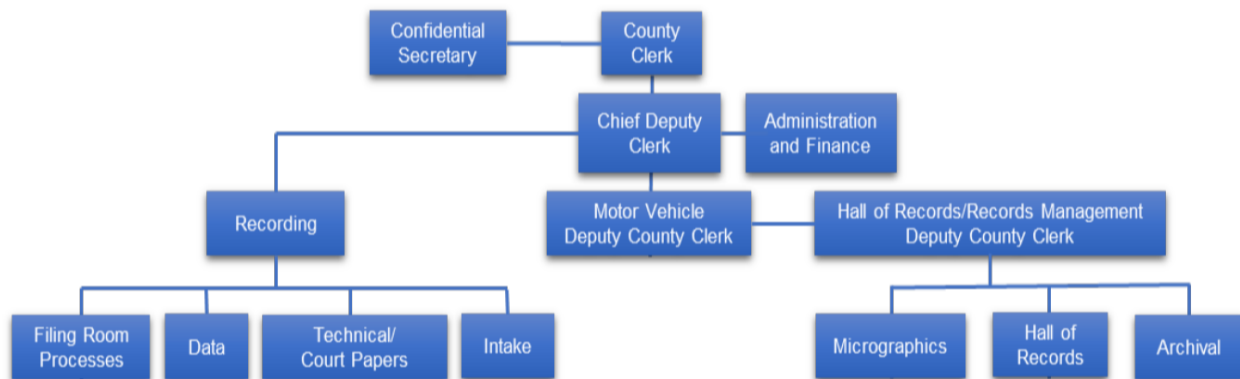 Confidential
Secretary
County
Clerk
Chief Deputy
Clerk
Administration
and Finance
Recording
Motor Vehicle
Deputy County Clerk
Hall of Records/Records Management
Deputy County Clerk
Filing Room
Processes
Data
Technical/
Court Papers
Intake
Micrographics
Hall of
Records
Archival